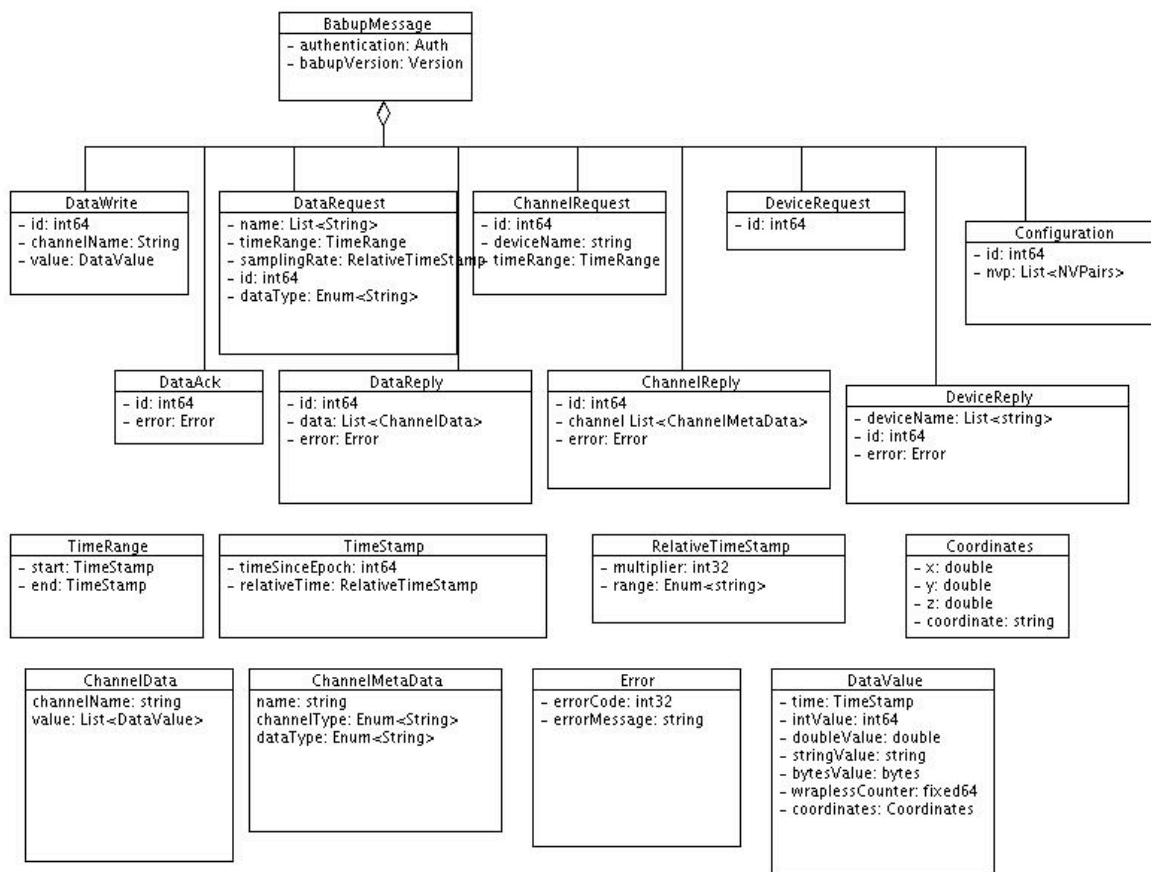 BabupMessage
- authentication: Auth
- babupVersion: Version
DataWrite
- id: int64
- channelName: String
- value: DataValue
DataRequest
- name: List<String>
- timeRange: TimeRange
- samplingRate: RelativeTimeStamp
- id: int64
- dataType: Enum<String>
ChannelRequest
- id: int64
- deviceName: string
- timeRange: TimeRange
DeviceRequest
- id: int64
Configuration
- id: int64
- nvp: List<NVPairs>
DataAck
- id: int64
- error: Error
DataReply
- id: int64
- data: List<ChannelData>
- error: Error
ChannelReply
- id: int64
- channel List<ChannelMetaData>
- error: Error
DeviceReply
- deviceName: List<string>
- id: int64
- error: Error
TimeRange
- start: TimeStamp
- end: TimeStamp
TimeStamp
- timeSinceEpoch: int64
- relativeTime: RelativeTimeStamp
RelativeTimeStamp
- multiplier: int32
- range: Enum<string>
Coordinates
- x: double
- y: double
- z: double
- coordinate: string
ChannelData
channelName: string
value: List<DataValue>
ChannelMetaData
name: string
channelType: Enum<String>
dataType: Enum<String>
Error
- errorCode: int32
- errorMessage: string
DataValue
- time: TimeStamp
- intValue: int64
- doubleValue: double
- stringValue: string
- bytesValue: bytes
- wraplessCounter: fixed64
- coordinates: Coordinates